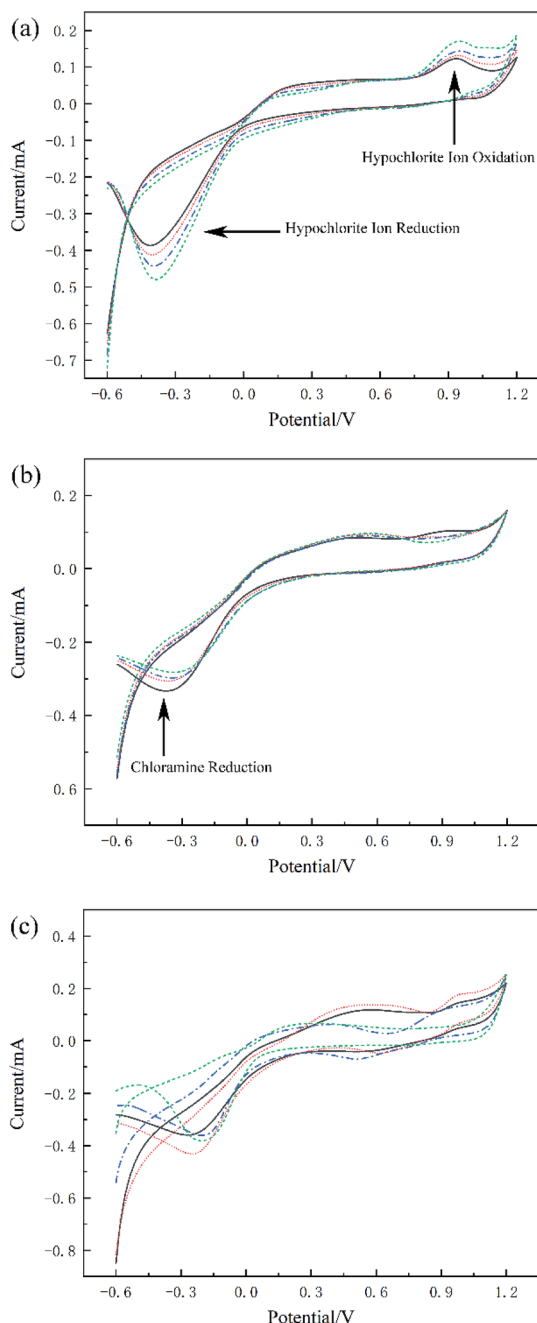 (a)
0.2
0.1
0.0
-0.1
-0.2
-0.3
-0.4
-0.5
-0.6
-0.7
Current/mA
Hypochlorite Ion Oxidation
Hypochlorite Ion Reduction
-0.6 -0.3 0.0 0.3 0.6 0.9 1.2
Potential/V
(b)
0.2
0.0
-0.2
-0.4
0.6
Current/mA
Chloramine Reduction
-0.6 -0.3 0.0 0.3 0.6 0.9 1.2
Potential/V
(c)
0.4
0.2
0.0
-0.2
-0.4
-0.6
-0.8
Current/mA
-0.6 -0.3 0.0 0.3 0.6 0.9 1.2
Potential/V